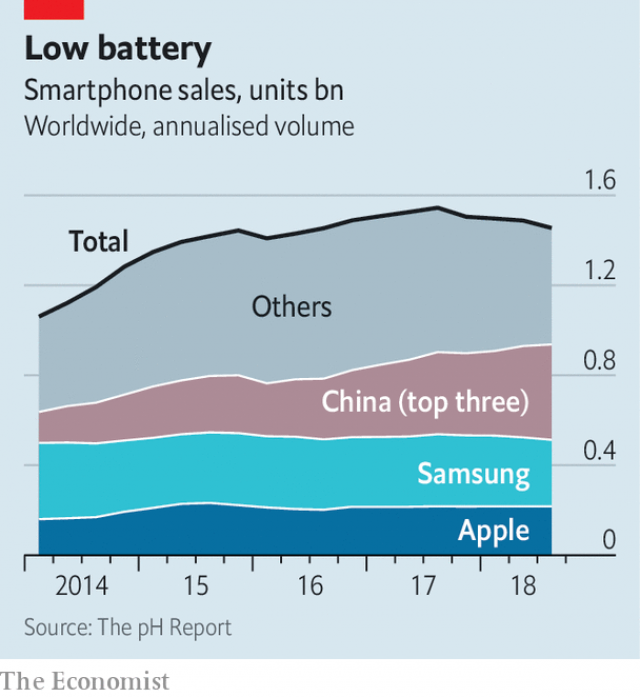 Low battery
Smartphone sales, units bn
Worldwide, annualised volume
1.6
Total
1.2
Others
0.8
China (top three)
0.4
Samsung
Apple
0
2014 15 16 17 18
Source: The pH Report
The Economist